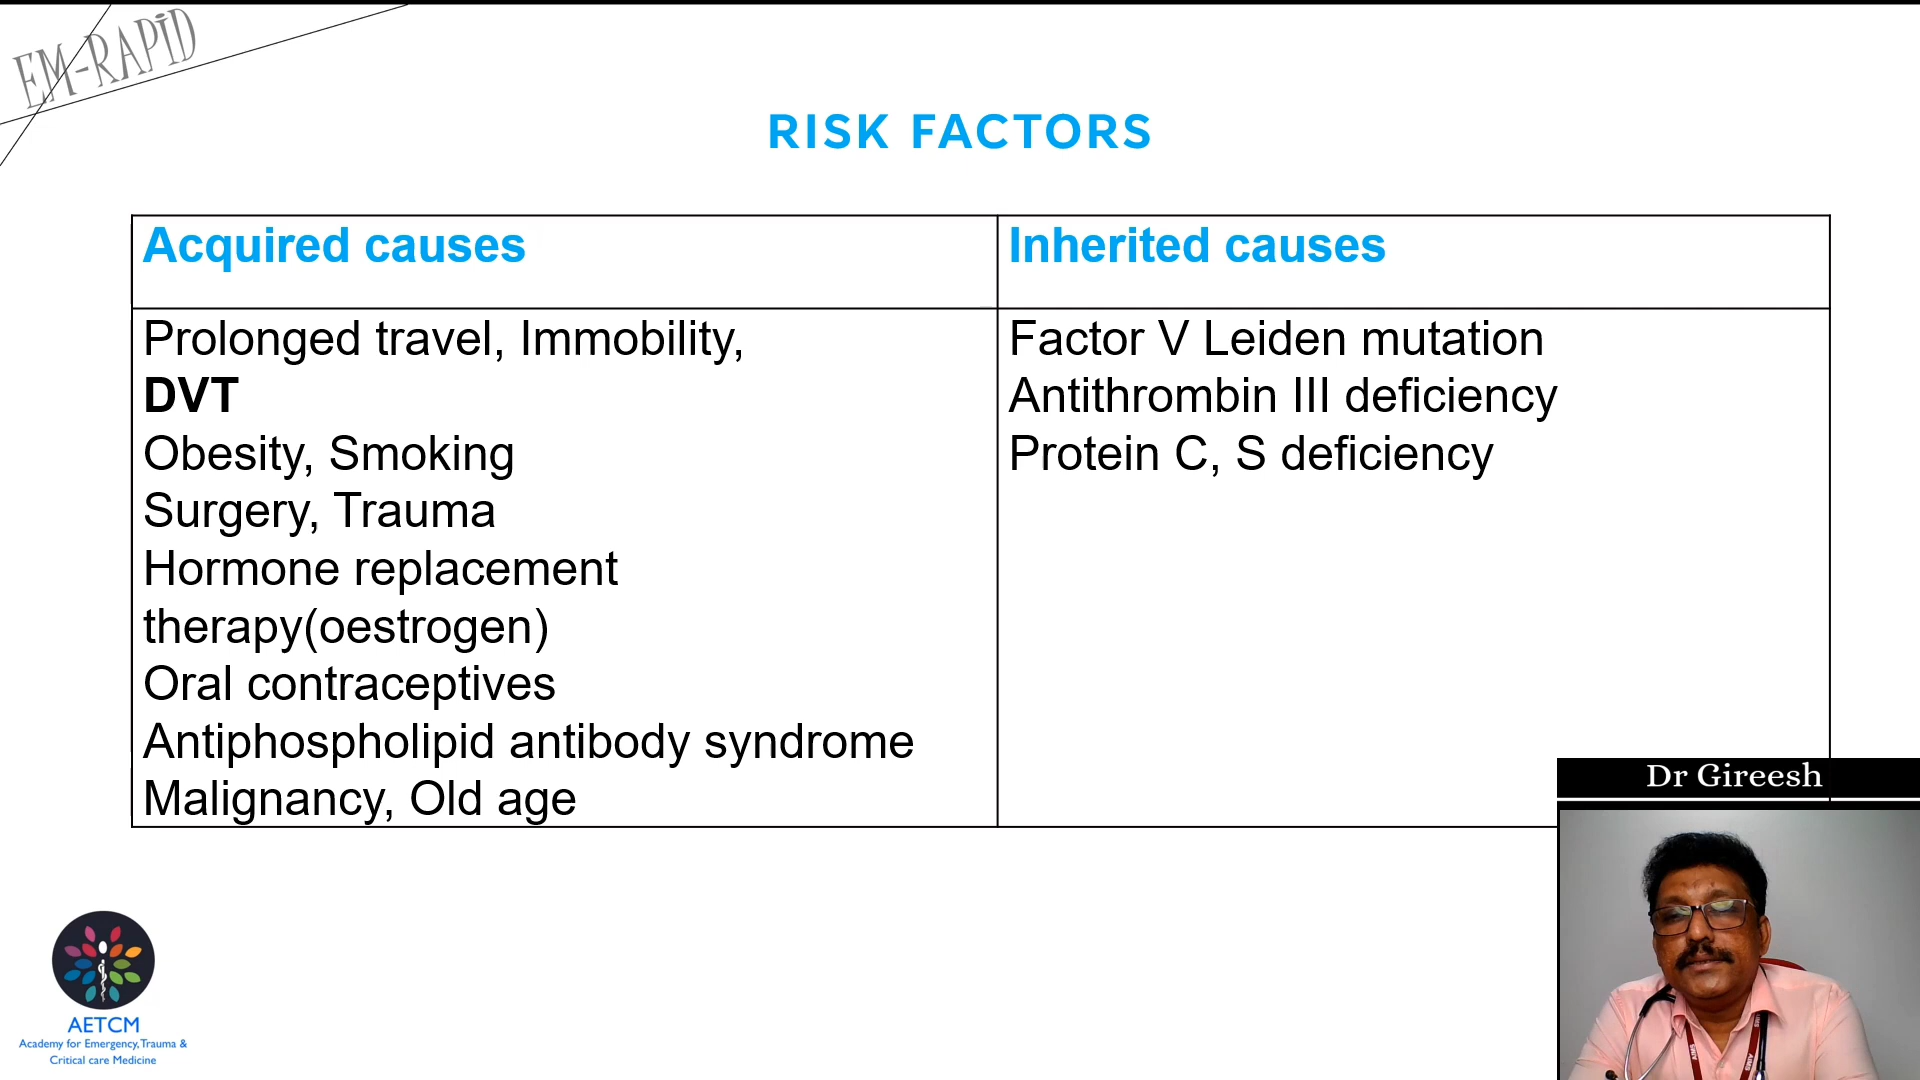 EM-RAPiD
RISK FACTORS
Acquired causes
Inherited causes
Prolonged travel, Immobility,
DVT
Obesity, Smoking
Surgery, Trauma
Hormone replacement
therapy(oestrogen)
Oral contraceptives
Antiphospholipid antibody syndrome
Malignancy, Old age
Factor V Leiden mutation
Antithrombin III deficiency
Protein C, S deficiency
Dr Gireesh
AETCM
Academy for Emergency,Trauma &
Critical care Medicine